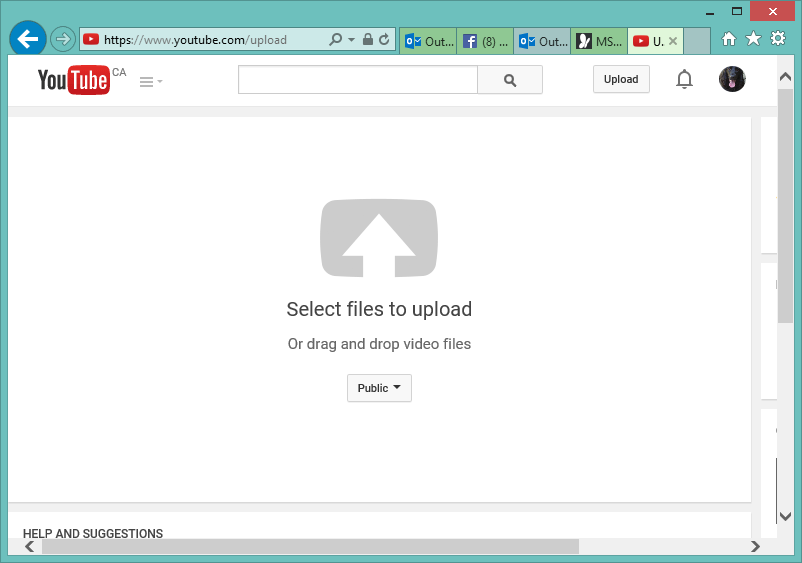 https://www.youtube.com/upload
Out...
(8) ...
Out...
MS...
U.
YouTube CA
Upload
Select files to upload
Or drag and drop video files
Public
HELP AND SUGGESTIONS